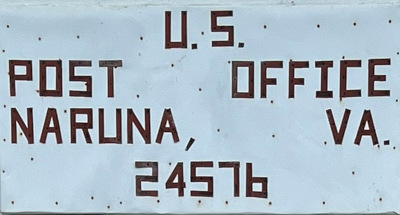 U.S.
POST OFFICE
NARUNA, VA.
24576